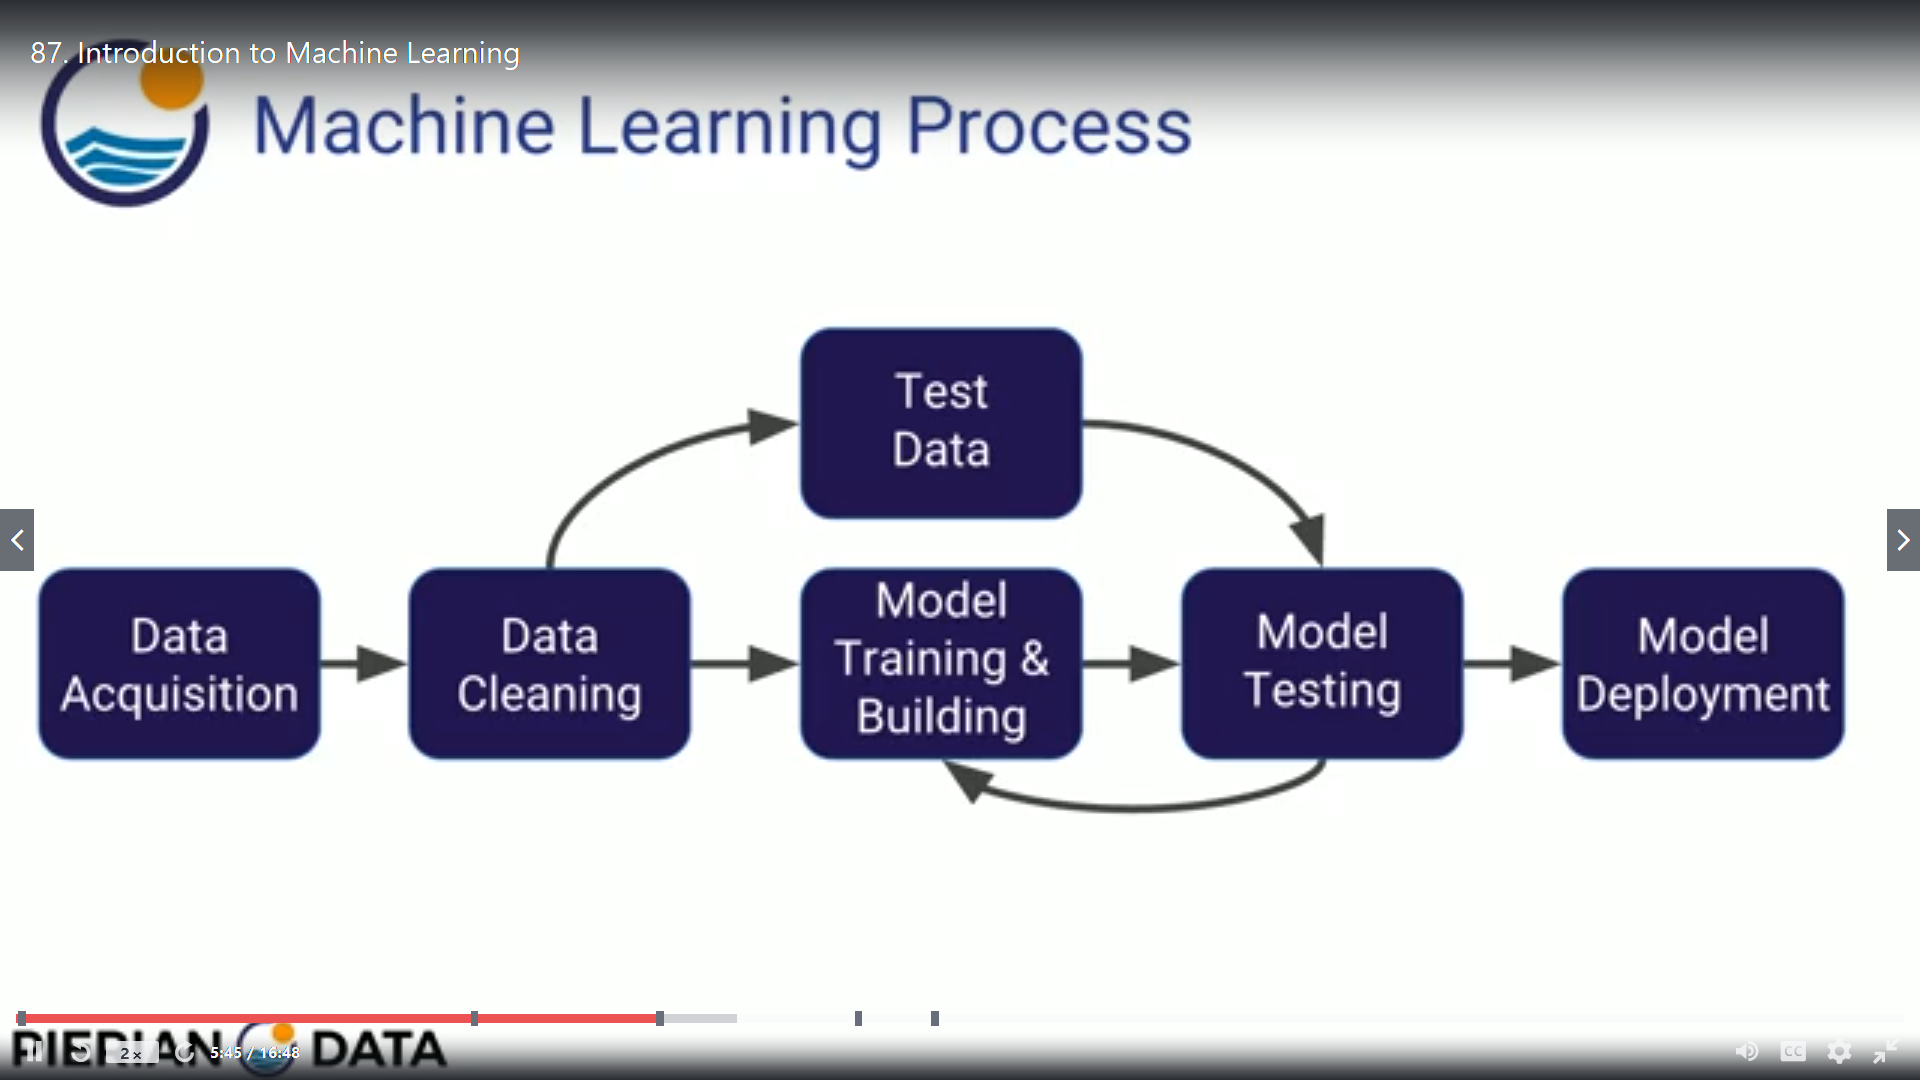 87. Introduction to Machine Learning
Machine Learning Process
Test
Data
Data
Acquisition
Data
Cleaning
Model
Training &
Building
Model
Testing
Model
Deployment
PIERIAN DATA
2×
5:45 / 16:48
CC